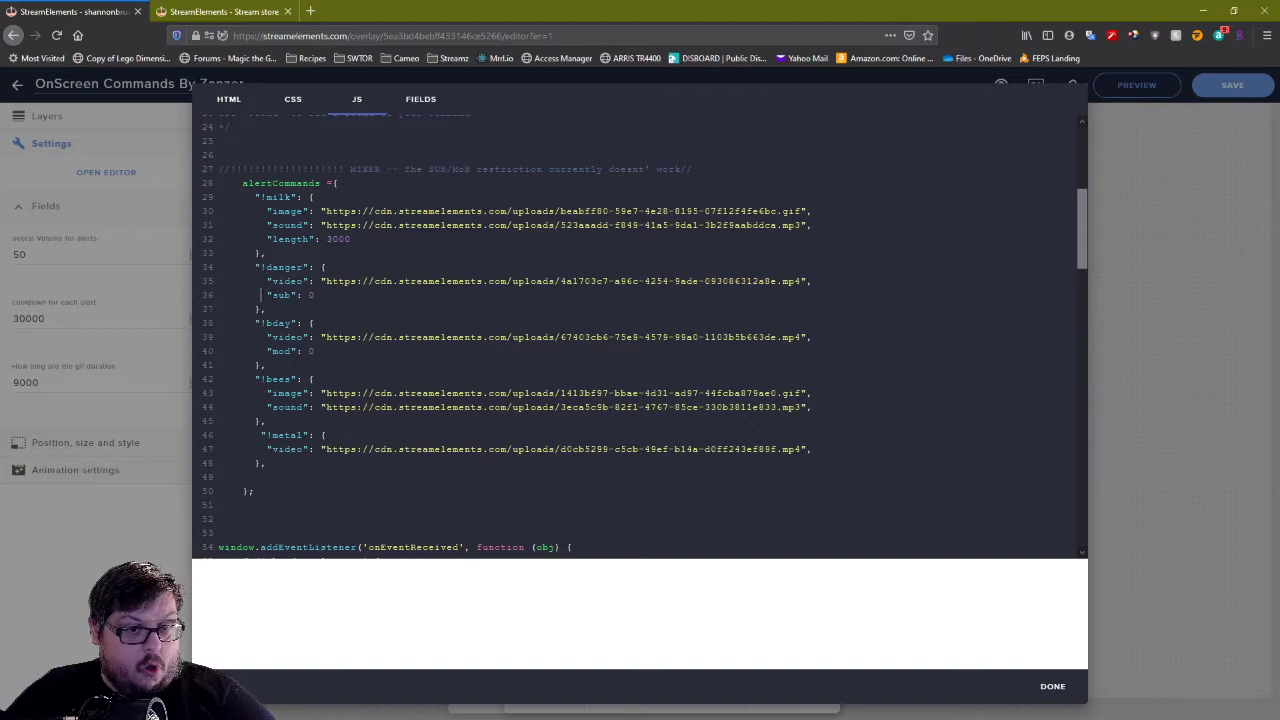 StreamElements - shannonbru
StreamElements - Stream store
https://streamelements.com/overlay/5ea3bd4bebff433146ce5266/editor?er=1
Most Visited
Copy of Lego Dimensi...
Forums - Magic the G...
Recipes
SWTOR
Cameo
Streamz
Mrrl.io
Access Manager
ARRIS TR4400
DISBOARD | Public Dis...
Yahoo Mail
Amazon.com: Online...
Files - OneDrive
FEPS Landing
OnScreen Commands By
PREVIEW
SAVE
HTML
CSS
JS
FIELDS
Layers
Settings
OPEN EDITOR
Fields
overal Volume for alerts
50
cooldown for each alert
30000
How long are the gif duration
9000
Position, size and style
Animation settings
24 */
25
26
27 //!!!!!!!!!!!!!!!!!!! MIXER -- The SUB/MoB restriction currently doesnt' work//
28 alertCommands ={
29 "!milk": {
30 "image": "https://cdn.streamelements.com/uploads/beabff80-59e7-4e28-8195-07f12f4fe6bc.gif",
31 "sound": "https://cdn.streamelements.com/uploads/523aaadd-f849-41a5-9da1-3b2f9aabddca.mp3",
32 "length": 3000
33 },
34 "!danger": {
35 "video": "https://cdn.streamelements.com/uploads/4a1703c7-a96c-4254-9ade-093086312a8e.mp4",
36 "sub": 0
37 },
38 "!bday": {
39 "video": "https://cdn.streamelements.com/uploads/67403cb6-75e9-4579-99a0-1103b5b663de.mp4",
40 "mod": 0
41 },
42 "!bees": {
43 "image": "https://cdn.streamelements.com/uploads/1413bf97-bbae-4d31-ad97-44fcba879ae0.gif",
44 "sound": "https://cdn.streamelements.com/uploads/3eca5c9b-82f1-4767-85ce-330b3811e833.mp3",
45 },
46 "!metal": {
47 "video": "https://cdn.streamelements.com/uploads/d0cb5299-c5cb-49ef-b14a-d0ff243ef89f.mp4",
48 },
49
50 };
51
52
53
54 window.addEventListener('onEventReceived', function (obj) {
DONE